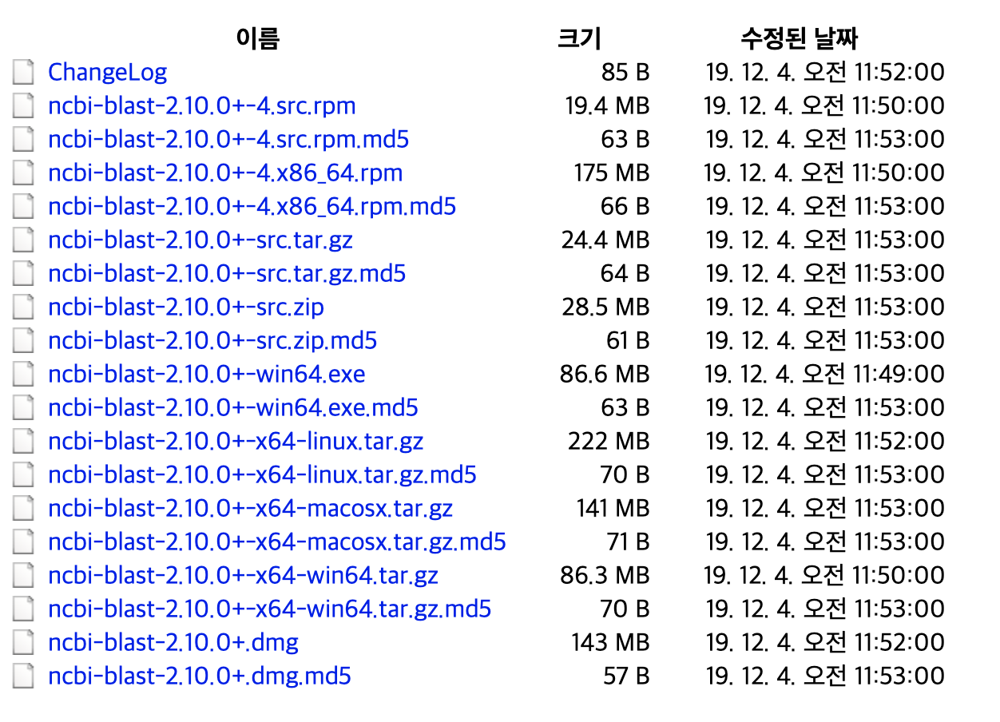 이름 크기 수정된 날짜
ChangeLog 85 B 19. 12. 4. 오전 11:52:00
ncbi-blast-2.10.0+-4.src.rpm 19.4 MB 19. 12. 4. 오전 11:50:00
ncbi-blast-2.10.0+-4.src.rpm.md5 63 B 19. 12. 4. 오전 11:53:00
ncbi-blast-2.10.0+-4.x86_64.rpm 175 MB 19. 12. 4. 오전 11:50:00
ncbi-blast-2.10.0+-4.x86_64.rpm.md5 66 B 19. 12. 4. 오전 11:53:00
ncbi-blast-2.10.0+-src.tar.gz 24.4 MB 19. 12. 4. 오전 11:53:00
ncbi-blast-2.10.0+-src.tar.gz.md5 64 B 19. 12. 4. 오전 11:53:00
ncbi-blast-2.10.0+-src.zip 28.5 MB 19. 12. 4. 오전 11:53:00
ncbi-blast-2.10.0+-src.zip.md5 61 B 19. 12. 4. 오전 11:53:00
ncbi-blast-2.10.0+-win64.exe 86.6 MB 19. 12. 4. 오전 11:49:00
ncbi-blast-2.10.0+-win64.exe.md5 63 B 19. 12. 4. 오전 11:53:00
ncbi-blast-2.10.0+-x64-linux.tar.gz 222 MB 19. 12. 4. 오전 11:52:00
ncbi-blast-2.10.0+-x64-linux.tar.gz.md5 70 B 19. 12. 4. 오전 11:53:00
ncbi-blast-2.10.0+-x64-macosx.tar.gz 141 MB 19. 12. 4. 오전 11:53:00
ncbi-blast-2.10.0+-x64-macosx.tar.gz.md5 71 B 19. 12. 4. 오전 11:53:00
ncbi-blast-2.10.0+-x64-win64.tar.gz 86.3 MB 19. 12. 4. 오전 11:50:00
ncbi-blast-2.10.0+-x64-win64.tar.gz.md5 70 B 19. 12. 4. 오전 11:53:00
ncbi-blast-2.10.0+.dmg 143 MB 19. 12. 4. 오전 11:52:00
ncbi-blast-2.10.0+.dmg.md5 57 B 19. 12. 4. 오전 11:53:00